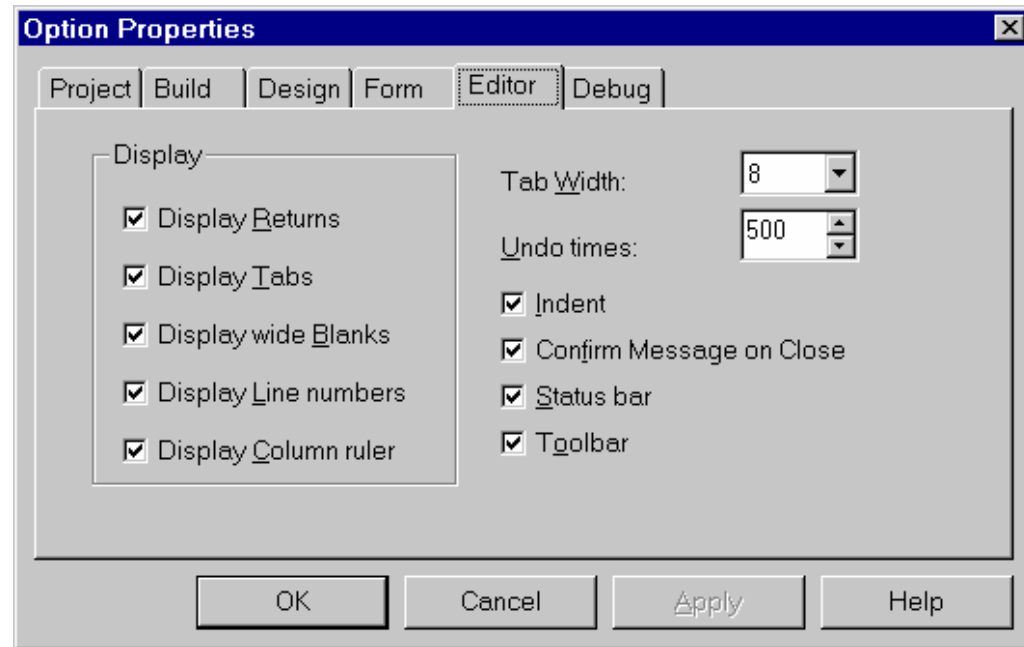 Option Properties
Project Build Design Form Editor Debug
Display
Display Returns
Display Tabs
Display wide Blanks
Display Line numbers
Display Column ruler
Tab Width: 8
Undo times: 500
Indent
Confirm Message on Close
Status bar
Toolbar
OK Cancel Apply Help